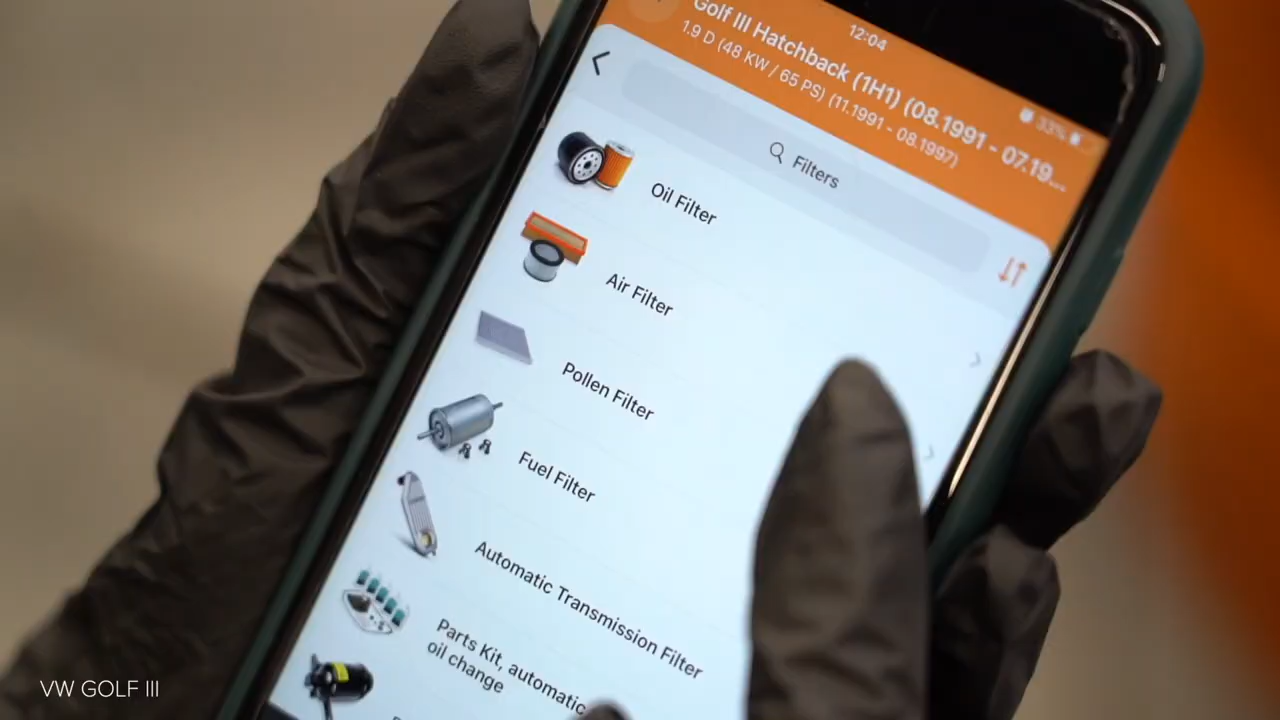 12:04
33%
Golf III Hatchback (1H1) (08.1991 - 07.19...
1.9 D (48 KW / 65 PS) (11.1991 - 08.1997)
Filters
Oil Filter
Air Filter
Pollen Filter
Fuel Filter
Automatic Transmission Filter
Parts Kit, automatic
oil change
VW GOLF III